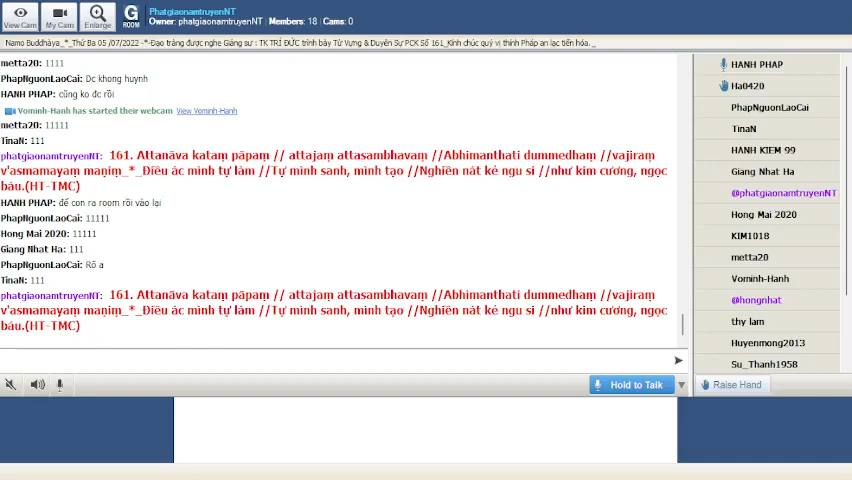 View Cam
My Cam
Enlarge
G
ROOM
PhatgiaonamtruyenNT
Owner: phatgiaonamtruyenNT | Members: 18 | Cams: 0
Namo Buddhāya_*_Thứ Ba 05 /07/2022 -*-Đạo tràng được nghe Giảng sư : TK TRÍ ĐỨC trình bày Từ Vựng & Duyên Sự PCK Số 161_Kính chúc quý vị thính Pháp an lạc tiến hóa. _
metta20: 1111
PhapNguonLaoCai: Dc khong huynh
HẠNH PHAP: cũng ko đc rồi
Vominh-Hanh has started their webcam View Vominh-Hanh
metta20: 11111
TinaN: 111
phatgiaonamtruyenNT: 161. Attanāva kataṃ pāpaṃ // attajaṃ attasambhavaṃ //Abhimanthati dummedhaṃ //vajiraṃ
v'asmamayaṃ maṇiṃ_*_Điều ác mình tự làm //Tự mình sanh, mình tạo //Nghiền nát kẻ ngu si //như kim cương, ngọc
báu.(HT-TMC)
HẠNH PHAP: để con ra room rồi vào lại
PhapNguonLaoCai: 11111
Hong Mai 2020: 11111
Giang Nhat Ha: 111
PhapNguonLaoCai: Rõ a
TinaN: 111
phatgiaonamtruyenNT: 161. Attanāva kataṃ pāpaṃ // attajaṃ attasambhavaṃ //Abhimanthati dummedhaṃ //vajiraṃ
v'asmamayaṃ maṇiṃ_*_Điều ác mình tự làm //Tự mình sanh, mình tạo //Nghiền nát kẻ ngu si //như kim cương, ngọc
báu.(HT-TMC)
Hold to Talk
HẠNH PHAP
Ha0420
PhapNguonLaoCai
TinaN
HẠNH KIEM 99
Giang Nhat Ha
@phatgiaonamtruyenNT
Hong Mai 2020
KIM1018
metta20
Vominh-Hanh
@hongnhat
thy lam
Huyenmong2013
Su_Thanh1958
Raise Hand